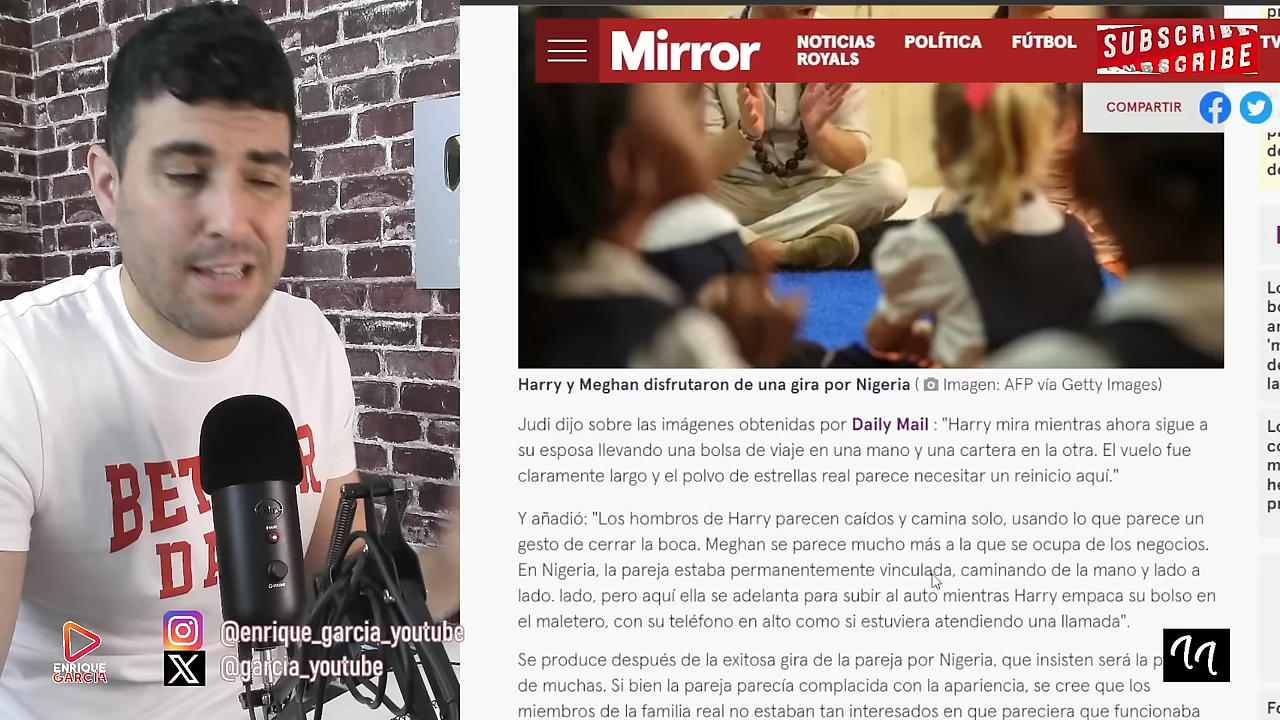 Mirror
NOTICIAS POLÍTICA FÚTBOL
ROYALS
SUBSCRIBE
COMPARTIR
Harry y Meghan disfrutaron de una gira por Nigeria ( Imagen: AFP vía Getty Images)
Judi dijo sobre las imágenes obtenidas por Daily Mail : "Harry mira mientras ahora sigue a
su esposa llevando una bolsa de viaje en una mano y una cartera en la otra. El vuelo fue
claramente largo y el polvo de estrellas real parece necesitar un reinicio aquí."
Y añadió: "Los hombros de Harry parecen caídos y camina solo, usando lo que parece un
gesto de cerrar la boca. Meghan se parece mucho más a la que se ocupa de los negocios.
En Nigeria, la pareja estaba permanentemente vinculada, caminando de la mano y lado a
lado. lado, pero aquí ella se adelanta para subir al auto mientras Harry empaca su bolso en
el maletero, con su teléfono en alto como si estuviera atendiendo una llamada".
Se produce después de la exitosa gira de la pareja por Nigeria, que insisten será la
de muchas. Si bien la pareja parecía complacida con la apariencia, se cree que los
miembros de la familia real no estaban tan interesados en que pareciera que funcionaba
ENRIQUE
GARCIA
@enrique_garcia_youtube
@garcia_youtube